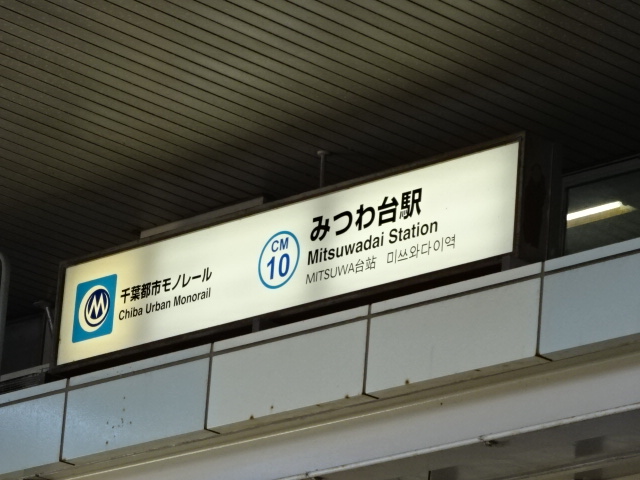 千葉都市モノレール
Chiba Urban Monorail
CM
10
みつわ台駅
Mitsuwadai Station
MITSUWA台站 미쓰와다이역